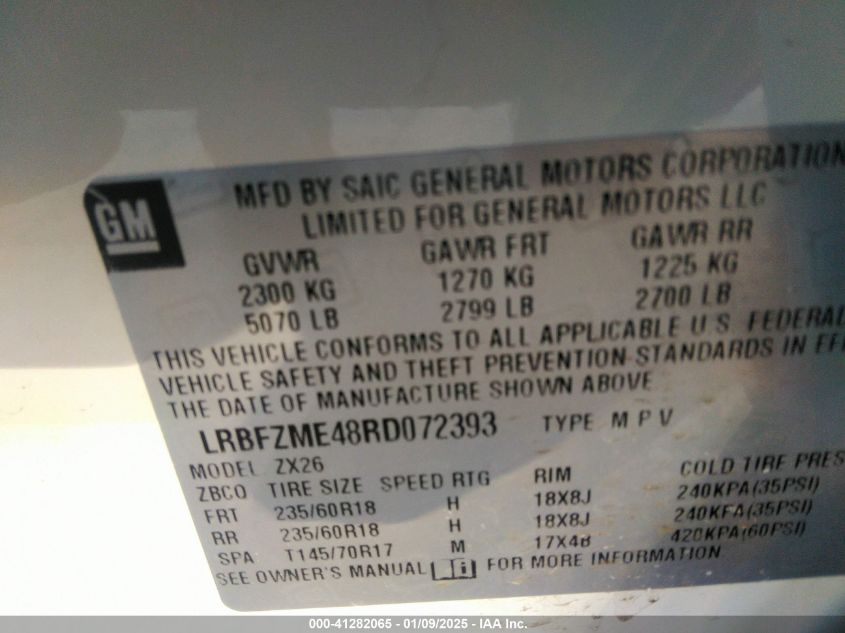 GM
MFD BY SAIC GENERAL MOTORS CORPORATION
LIMITED FOR GENERAL MOTORS LLC
GVWR GAWR FRT GAWR RR
2300 KG 1270 KG 1225 KG
5070 LB 2799 LB 2700 LB
THIS VEHICLE CONFORMS TO ALL APPLICABLE U.S. FEDERAL
VEHICLE SAFETY AND THEFT PREVENTION STANDARDS IN EFF
THE DATE OF MANUFACTURE SHOWN ABOVE
LRBFZME48RD072393 TYPE M P V
MODEL ZX26
ZBCO TIRE SIZE SPEED RTG RIM COLD TIRE PRES
FRT 235/60R18 H 18X8J 240KPA(35PSI)
RR 235/60R18 H 18X8J 240KPA(35PSI)
SPA T145/70R17 M 17X4B 420KPA(60PSI)
SEE OWNER'S MANUAL FOR MORE INFORMATION
000-41282065 - 01/09/2025 - IAA Inc.